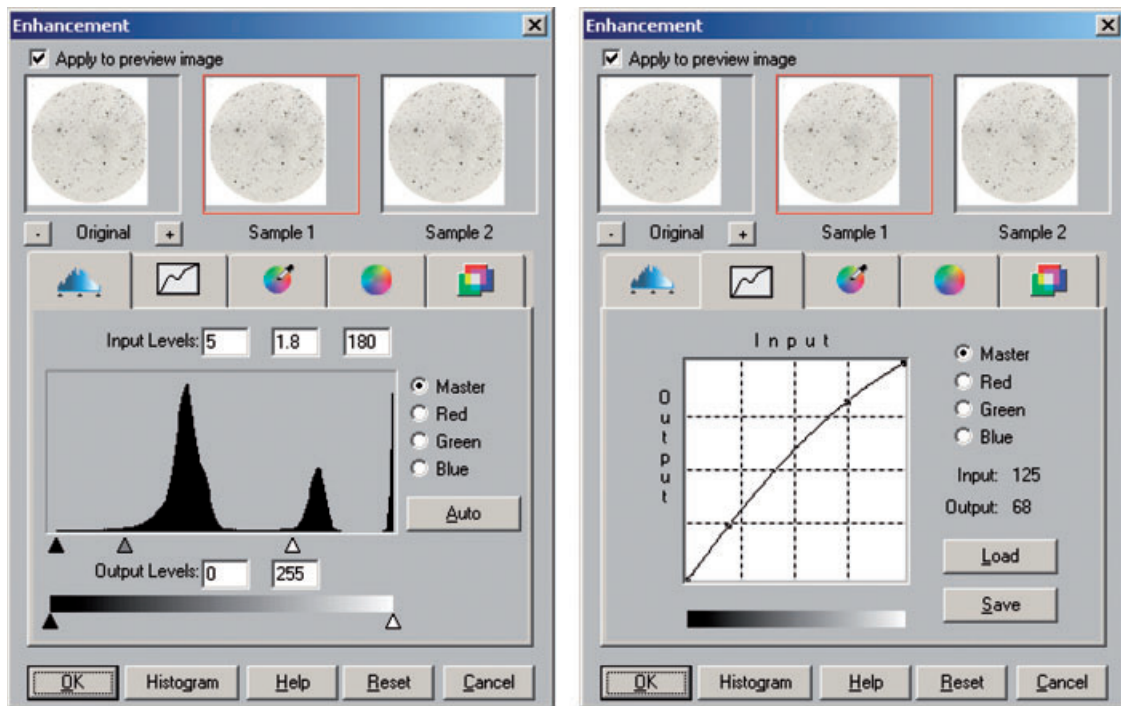 Enhancement
Apply to preview image
- Original +
Sample 1
Sample 2
Input Levels: 5 1.8 180
Master
Red
Green
Blue
Auto
Output Levels: 0 255
OK
Histogram
Help
Reset
Cancel
Enhancement
Apply to preview image
- Original +
Sample 1
Sample 2
Input
Output
Master
Red
Green
Blue
Input: 125
Output: 68
Load
Save
OK
Histogram
Help
Reset
Cancel